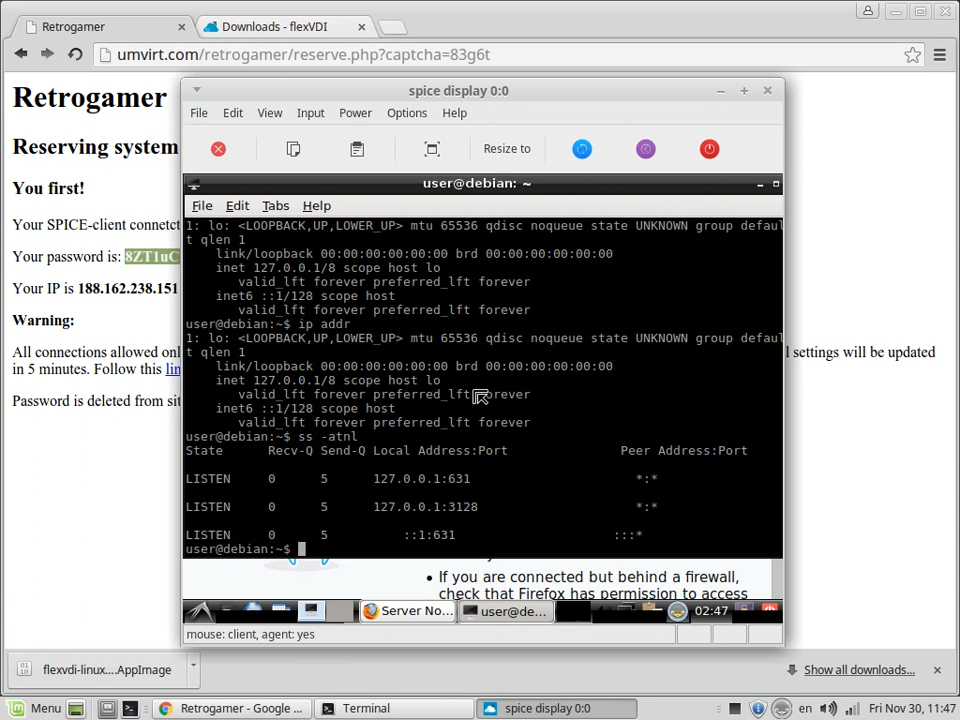 Retrogamer
Downloads - flexVDI
umvirt.com/retrogamer/reserve.php?captcha=83g6t
Retrogamer
Reserving system
You first!
Your SPICE-client connetct
Your password is: 8ZT1uC
Your IP is 188.162.238.151
Warning:
All connections allowed onl
l settings will be updated
in 5 minutes. Follow this lin
Password is deleted from sit
spice display 0:0
File Edit View Input Power Options Help
Resize to
user@debian: ~
File Edit Tabs Help
1: lo: <LOOPBACK,UP,LOWER_UP> mtu 65536 qdisc noqueue state UNKNOWN group defaul
t qlen 1
link/loopback 00:00:00:00:00:00 brd 00:00:00:00:00:00
inet 127.0.0.1/8 scope host lo
valid_lft forever preferred_lft forever
inet6 ::1/128 scope host
valid_lft forever preferred_lft forever
user@debian:~$ ip addr
1: lo: <LOOPBACK,UP,LOWER_UP> mtu 65536 qdisc noqueue state UNKNOWN group defaul
t qlen 1
link/loopback 00:00:00:00:00:00 brd 00:00:00:00:00:00
inet 127.0.0.1/8 scope host lo
valid_lft forever preferred_lft forever
inet6 ::1/128 scope host
valid_lft forever preferred_lft forever
user@debian:~$ ss -atnl
State Recv-Q Send-Q Local Address:Port Peer Address:Port
LISTEN 0 5 127.0.0.1:631 *:*
LISTEN 0 5 127.0.0.1:3128 *:*
LISTEN 0 5 ::1:631 :::*
user@debian:~$
• If you are connected but behind a firewall,
check that Firefox has permission to access
Server No...
user@de...
02:47
mouse: client, agent: yes
flexvdi-linux....AppImage
Show all downloads...
Menu
Retrogamer - Google ...
Terminal
spice display 0:0
en
Fri Nov 30, 11:47